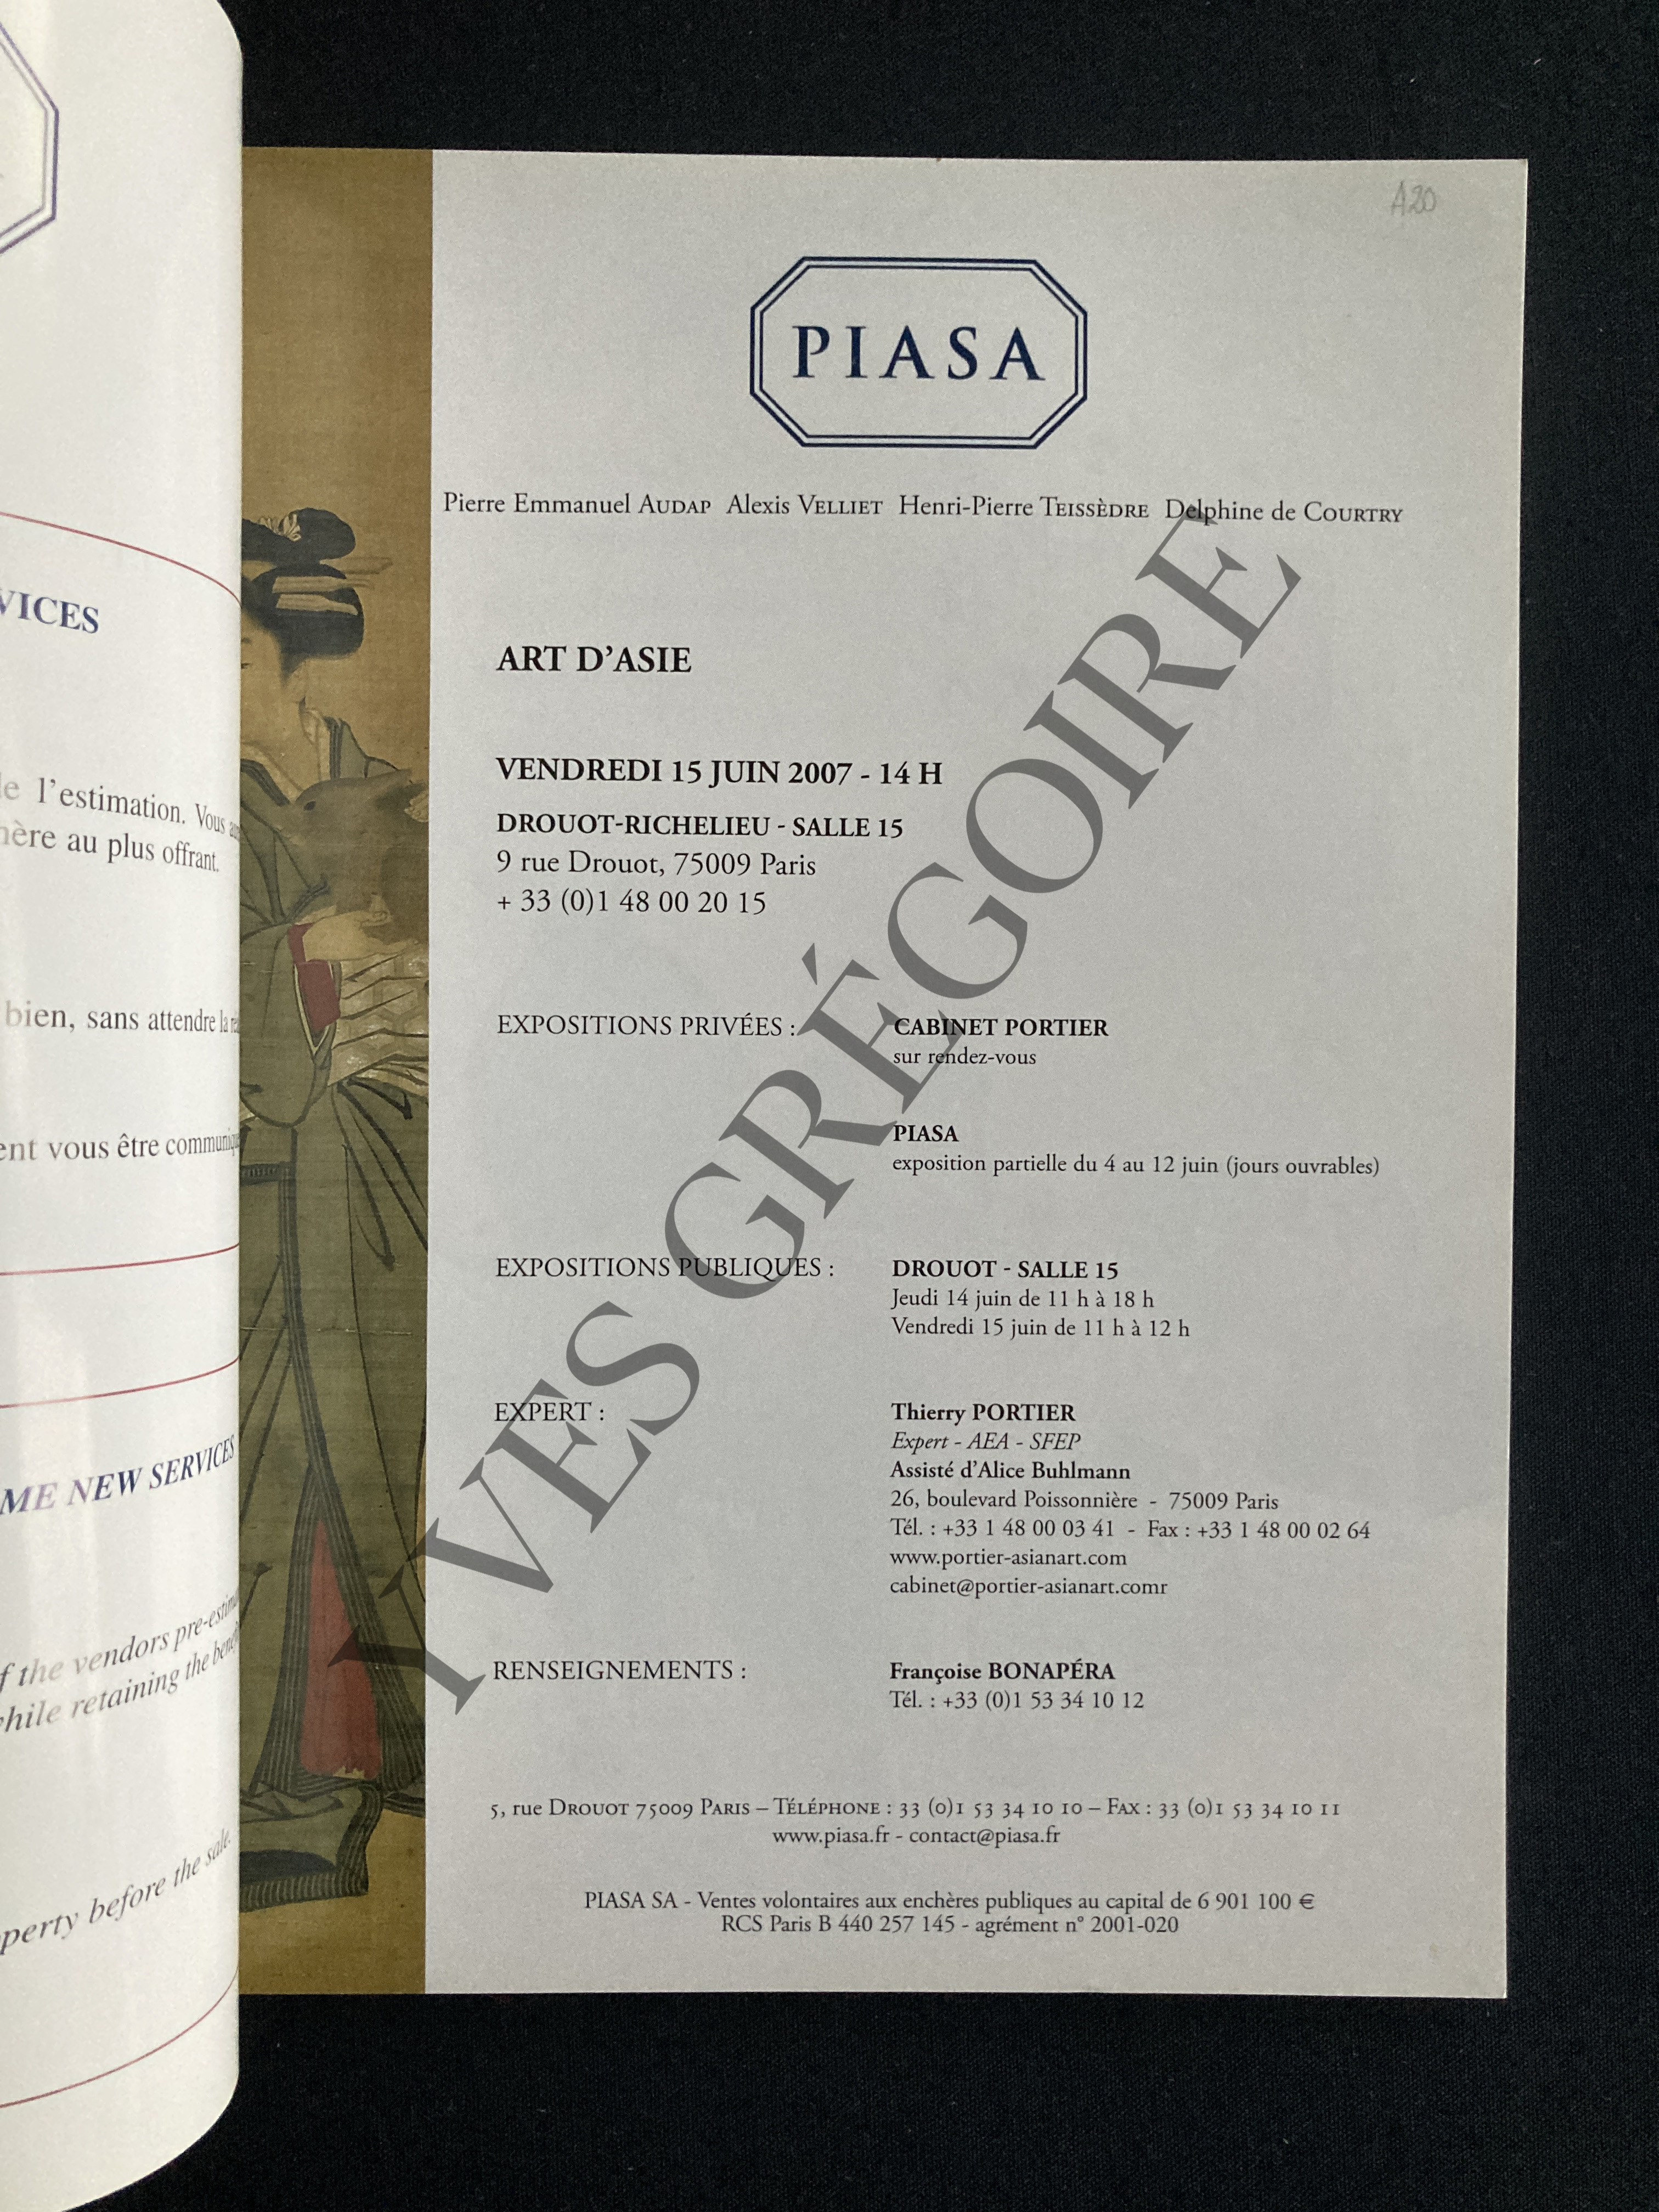 VICES
l'estimation. Vous
au plus offrant.
bien, sans attendre la
vous être
ME NEW SERVICES
f the vendors
while retaining the
before the sale.
A20
PIASA
Pierre Emmanuel AUDAP Alexis VELLIET Henri-Pierre TEISSÈDRE Delphine de COURTRY
ART D'ASIE
VENDREDI 15 JUIN 2007 - 14 H
DROUOT-RICHELIEU - SALLE 15
9 rue Drouot, 75009 Paris
+ 33 (0)1 48 00 20 15
EXPOSITIONS PRIVÉES : CABINET PORTIER
sur rendez-vous
PIASA
exposition partielle du 4 au 12 juin (jours ouvrables)
EXPOSITIONS PUBLIQUES : DROUOT - SALLE 15
Jeudi 14 juin de 11 h à 18 h
Vendredi 15 juin de 11 h à 12 h
EXPERT : Thierry PORTIER
Expert - AEA - SFEP
Assisté d'Alice Buhlmann
26, boulevard Poissonnière - 75009 Paris
Tél. : +33 1 48 00 03 41 - Fax : +33 1 48 00 02 64
www.portier-asianart.com
cabinet@portier-asianart.comr
RENSEIGNEMENTS : Françoise BONAPÉRA
Tél. : +33 (0)1 53 34 10 12
5, rue DROUOT 75009 PARIS – TÉLÉPHONE : 33 (0)1 53 34 10 10 – FAX : 33 (0)1 53 34 10 11
www.piasa.fr - contact@piasa.fr
PIASA SA - Ventes volontaires aux enchères publiques au capital de 6 901 100 €
RCS Paris B 440 257 145 - agrément n° 2001-020
YVES GRÉGOIRE